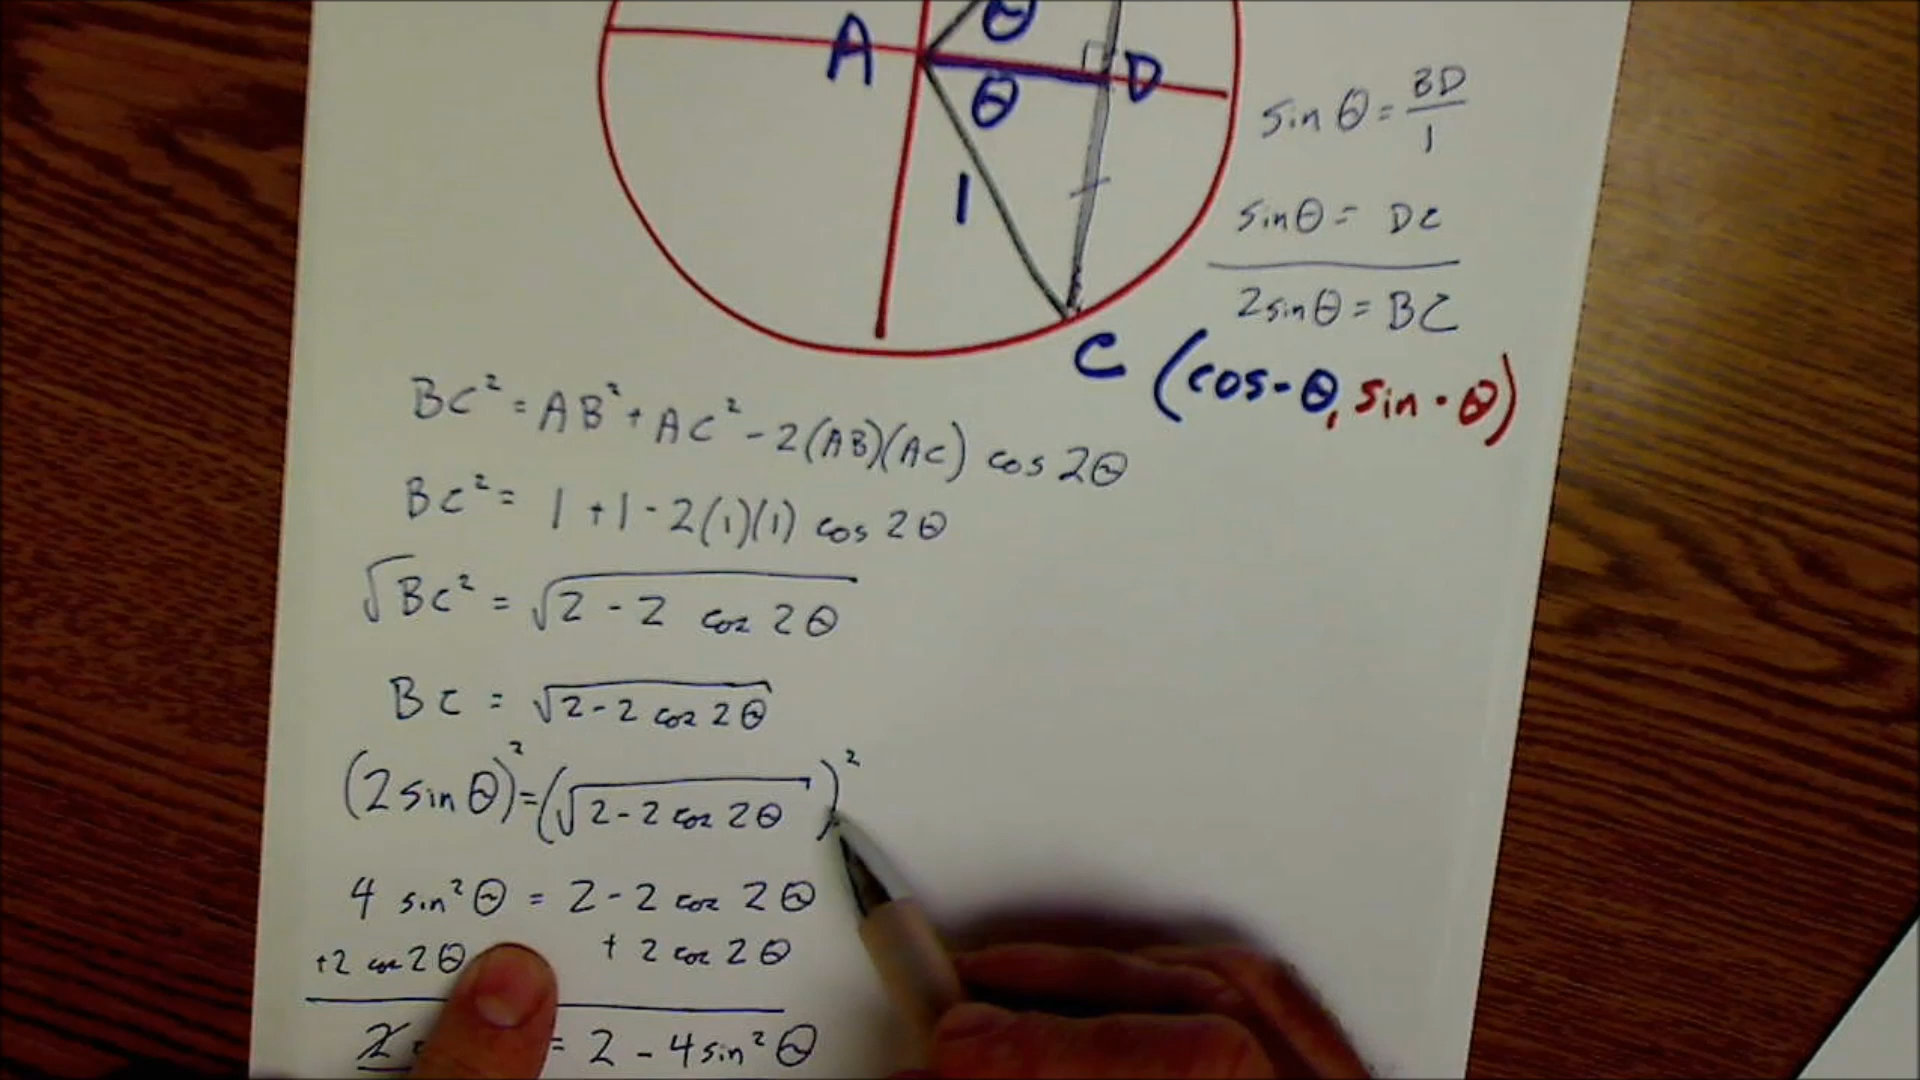 Θ
A
D
Θ
1
sin Θ = BD/1
sin Θ = DC
2 sin Θ = BC
C (cos-Θ, sin-Θ)
BC² = AB² + AC² - 2(AB)(AC) cos 2Θ
BC² = 1 + 1 - 2(1)(1) cos 2Θ
√BC² = √2 - 2 cos 2Θ
BC = √2 - 2 cos 2Θ
(2 sin Θ)² = (√2 - 2 cos 2Θ)²
4 sin² Θ = 2 - 2 cos 2Θ
+2 cos 2Θ + 2 cos 2Θ
2 = 2 - 4 sin² Θ